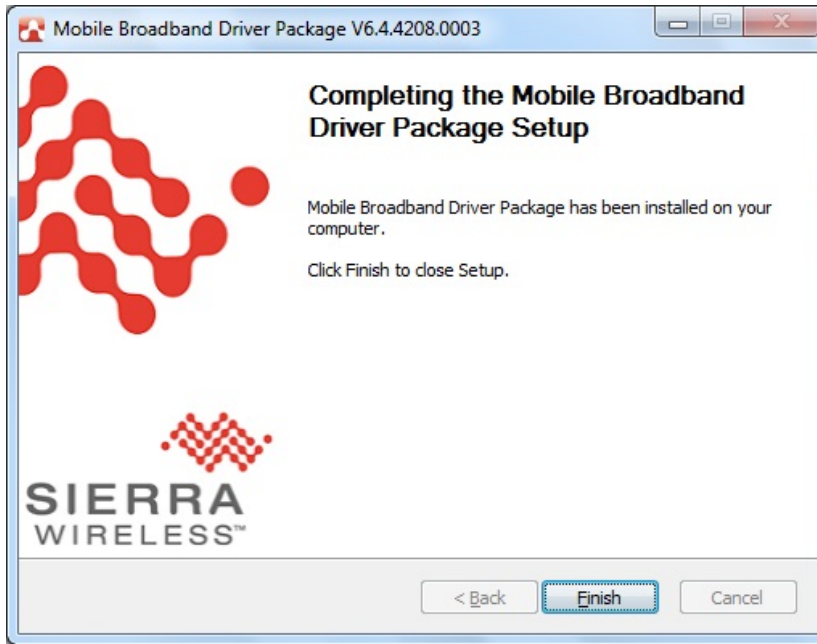 Mobile Broadband Driver Package V6.4.4208.0003
Completing the Mobile Broadband
Driver Package Setup
Mobile Broadband Driver Package has been installed on your
computer.
Click Finish to close Setup.
SIERRA
WIRELESS™
< Back
Finish
Cancel